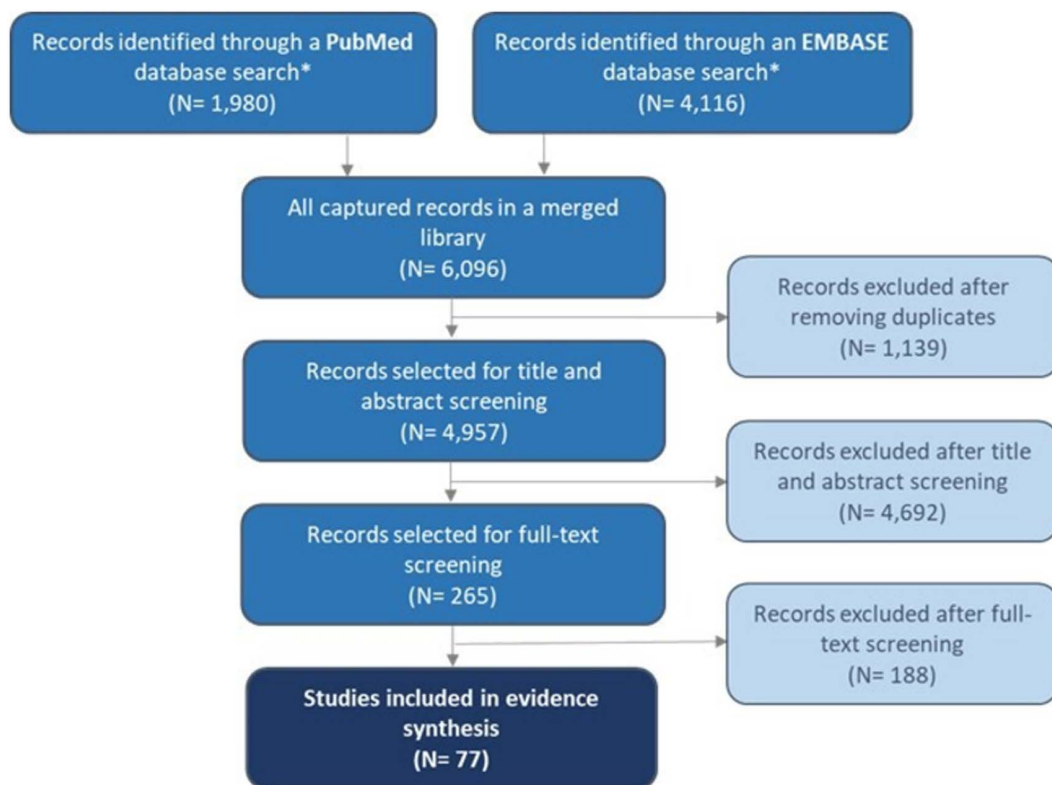 Records identified through a PubMed
database search*
(N= 1,980)
Records identified through an EMBASE
database search*
(N= 4,116)
All captured records in a merged
library
(N= 6,096)
Records excluded after
removing duplicates
(N= 1,139)
Records selected for title and
abstract screening
(N= 4,957)
Records excluded after title
and abstract screening
(N= 4,692)
Records selected for full-text
screening
(N= 265)
Records excluded after full-
text screening
(N= 188)
Studies included in evidence
synthesis
(N= 77)